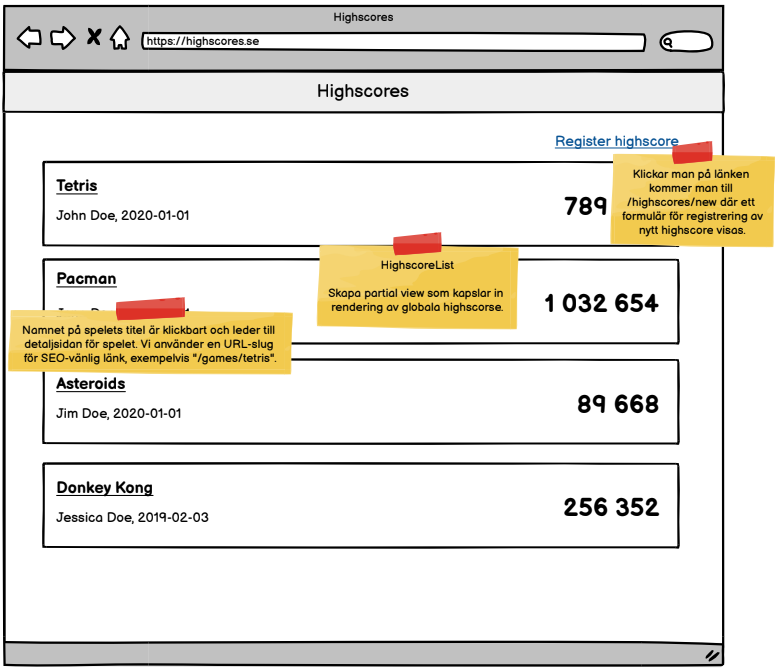 Highscores
https://highscores.se
Highscores
Register highscore
Tetris
John Doe, 2020-01-01
789
Klickar man på länken
kommer man till
/highscores/new där ett
formulär för registrering av
nytt highscore visas.
HighscoreList
Skapa partial view som kapslar in
rendering av globala highscorse.
Pacman
1 032 654
Namnet på spelets titel är klickbart och leder till
detaljsidan för spelet. Vi använder en URL-slug
för SEO-vänlig länk, exempelvis "/games/tetris".
Asteroids
Jim Doe, 2020-01-01
89 668
Donkey Kong
Jessica Doe, 2019-02-03
256 352